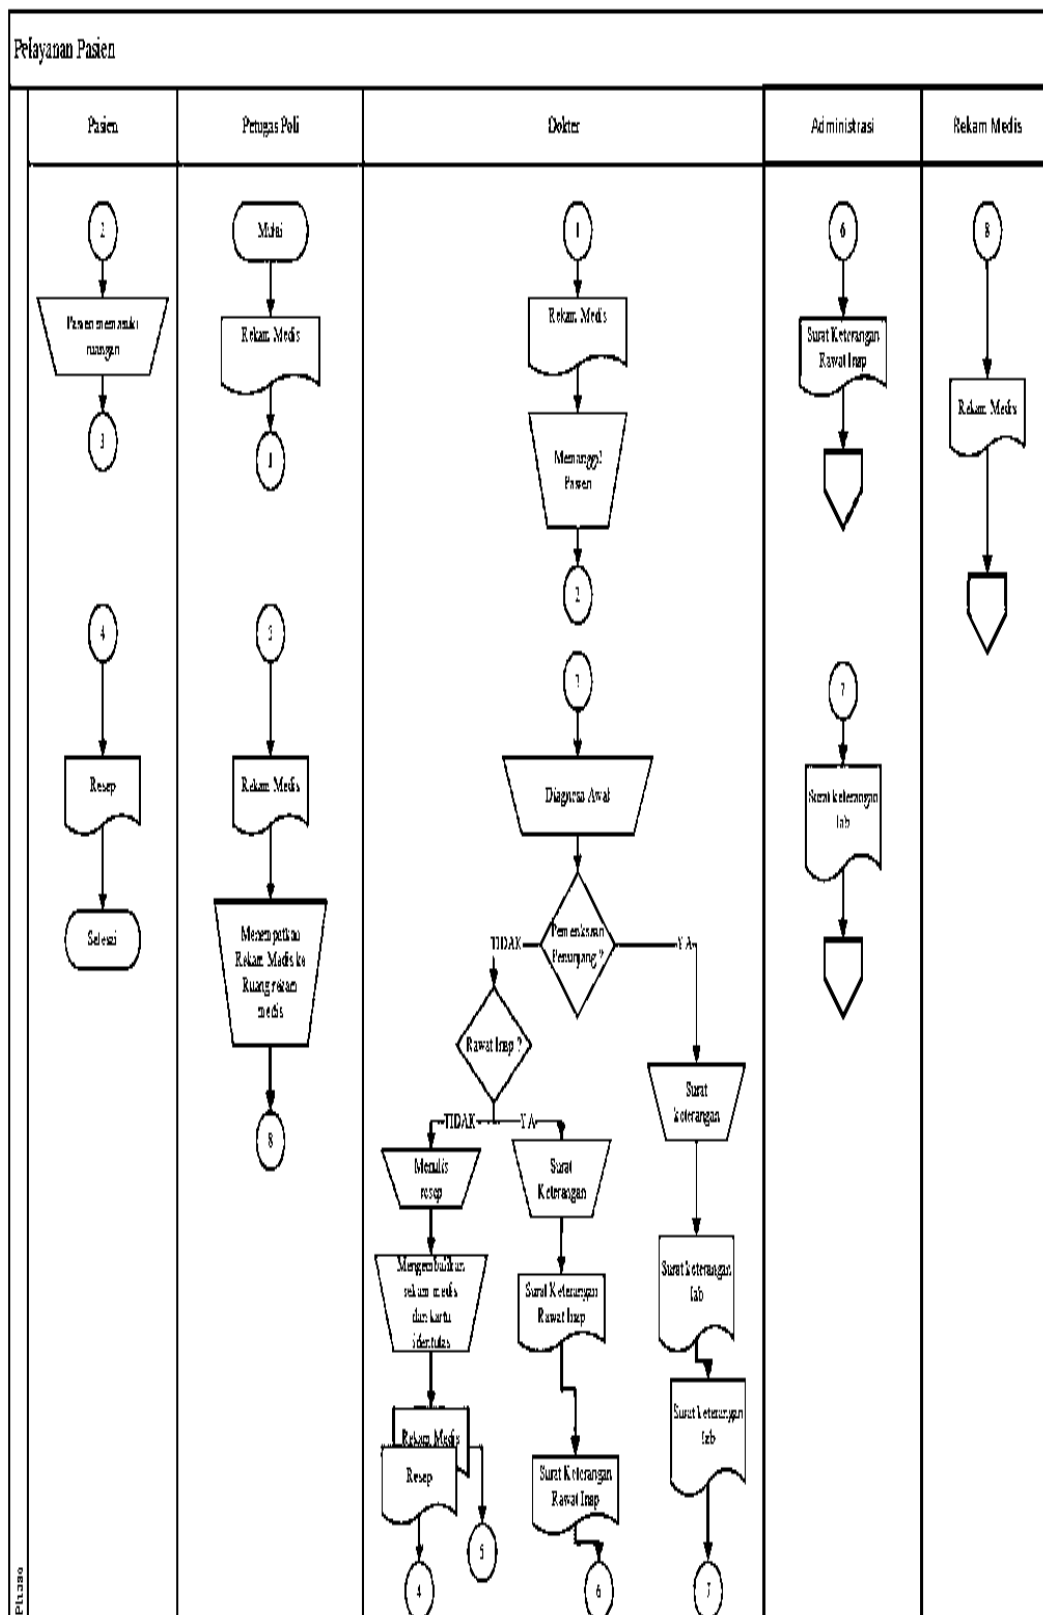 Pelayanan Pasien
Pasien
Petugas Poli
Dokter
Administrasi
Rekam Medis
2
Pasien memasuki
ruangan
3
4
Resep
Selesai
Mulai
Rekam Medis
1
5
Rekam Medis
Menempatkan
Rekam Medis ke
Ruang rekam
medis
8
1
Rekam Medis
Memanggil
Pasien
2
3
Diagnosa Awal
Pemeriksaan
Penunjang ?
TIDAK
YA
Rawat Inap ?
TIDAK
YA
Menulis
resep
Mengembalikan
rekam medis
dan kartu
identitas
Rekam Medis
Resep
4
5
Surat
Keterangan
Surat Keterangan
Rawat Inap
Surat Keterangan
Rawat Inap
6
Surat
keterangan
Surat keterangan
lab
Surat keterangan
lab
7
6
Surat Keterangan
Rawat Inap
7
Surat keterangan
lab
8
Rekam Medis
Phase